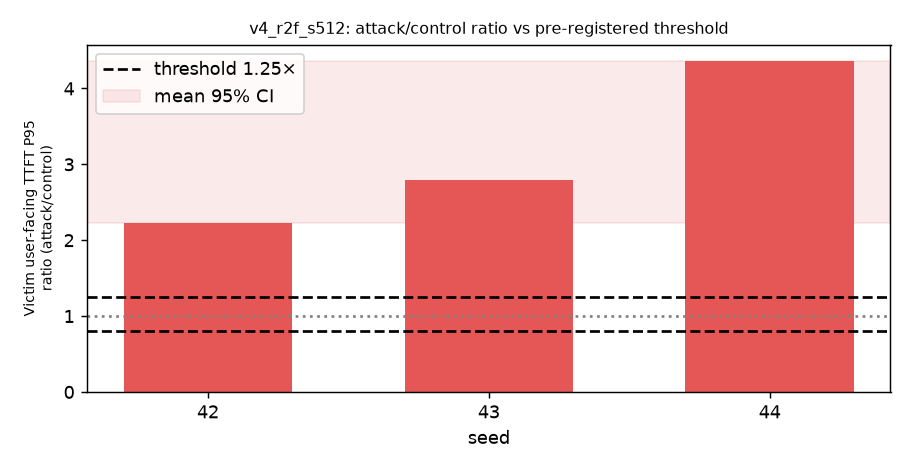 v4_r2f_s512: attack/control ratio vs pre-registered threshold
threshold 1.25×
mean 95% CI
Victim user-facing TTFT P95
ratio (attack/control)
4
3
2
1
0
42
43
44
seed